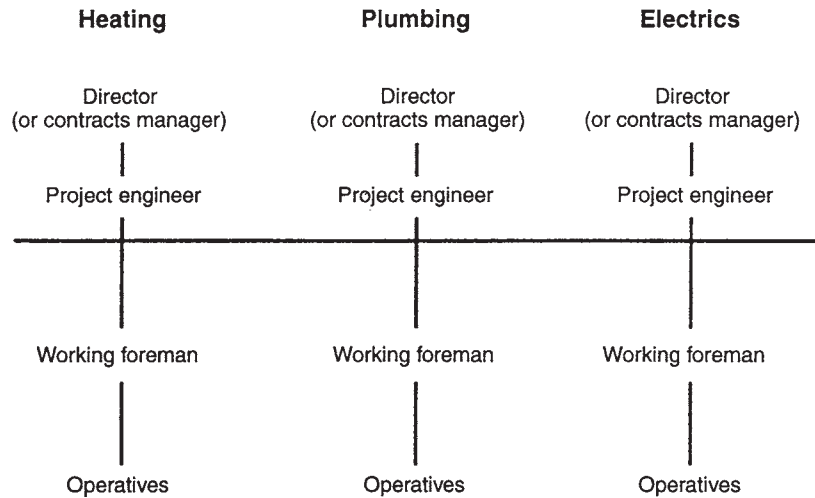 Heating Plumbing Electrics
Director Director Director
(or contracts manager) (or contracts manager) (or contracts manager)
Project engineer Project engineer Project engineer
Working foreman Working foreman Working foreman
Operatives Operatives Operatives